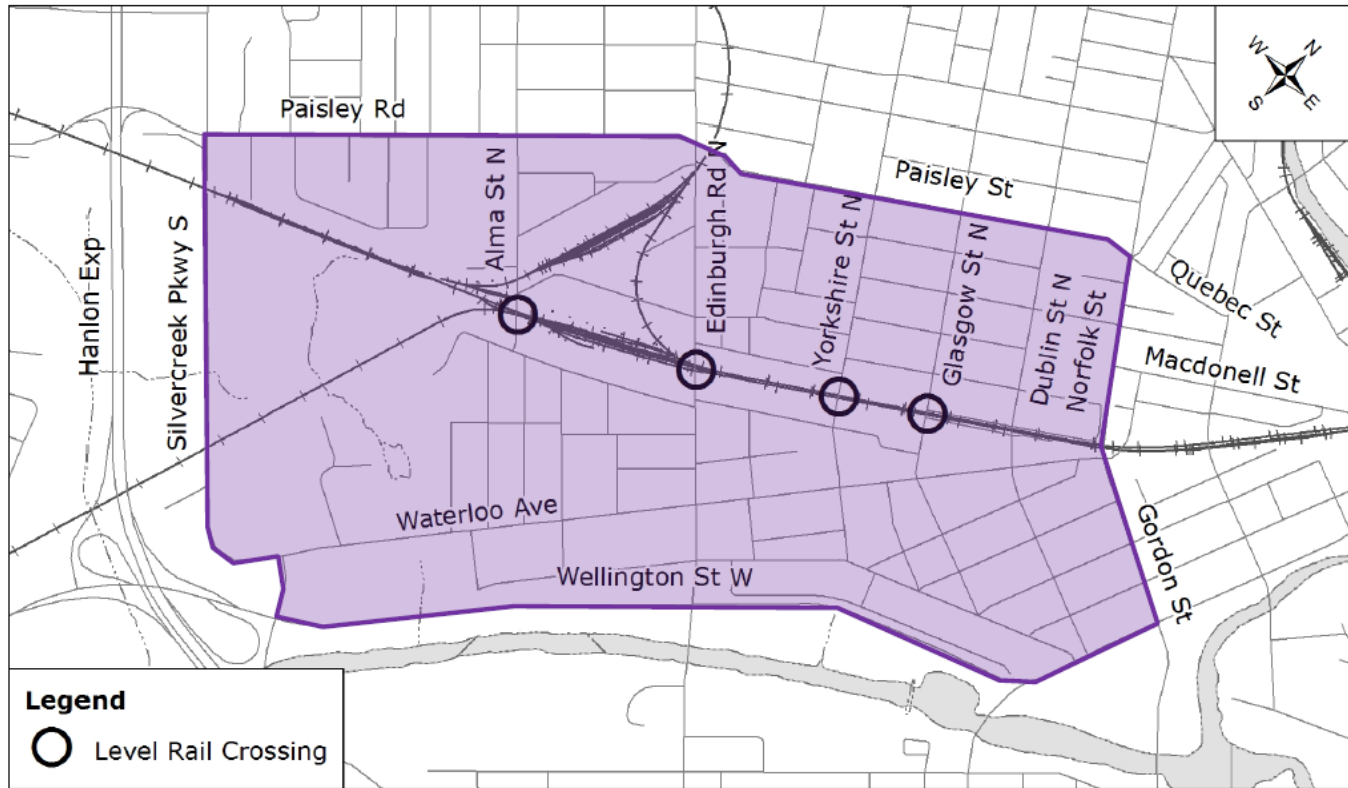 N
W
E
S
Paisley Rd
Paisley St
Alma St N
Edinburgh Rd N
Yorkshire St N
Glasgow St N
Dublin St N
Norfolk St
Quebec St
Macdonell St
Hanlon Exp
Silvercreek Pkwy S
Waterloo Ave
Wellington St W
Gordon St
Legend
Level Rail Crossing